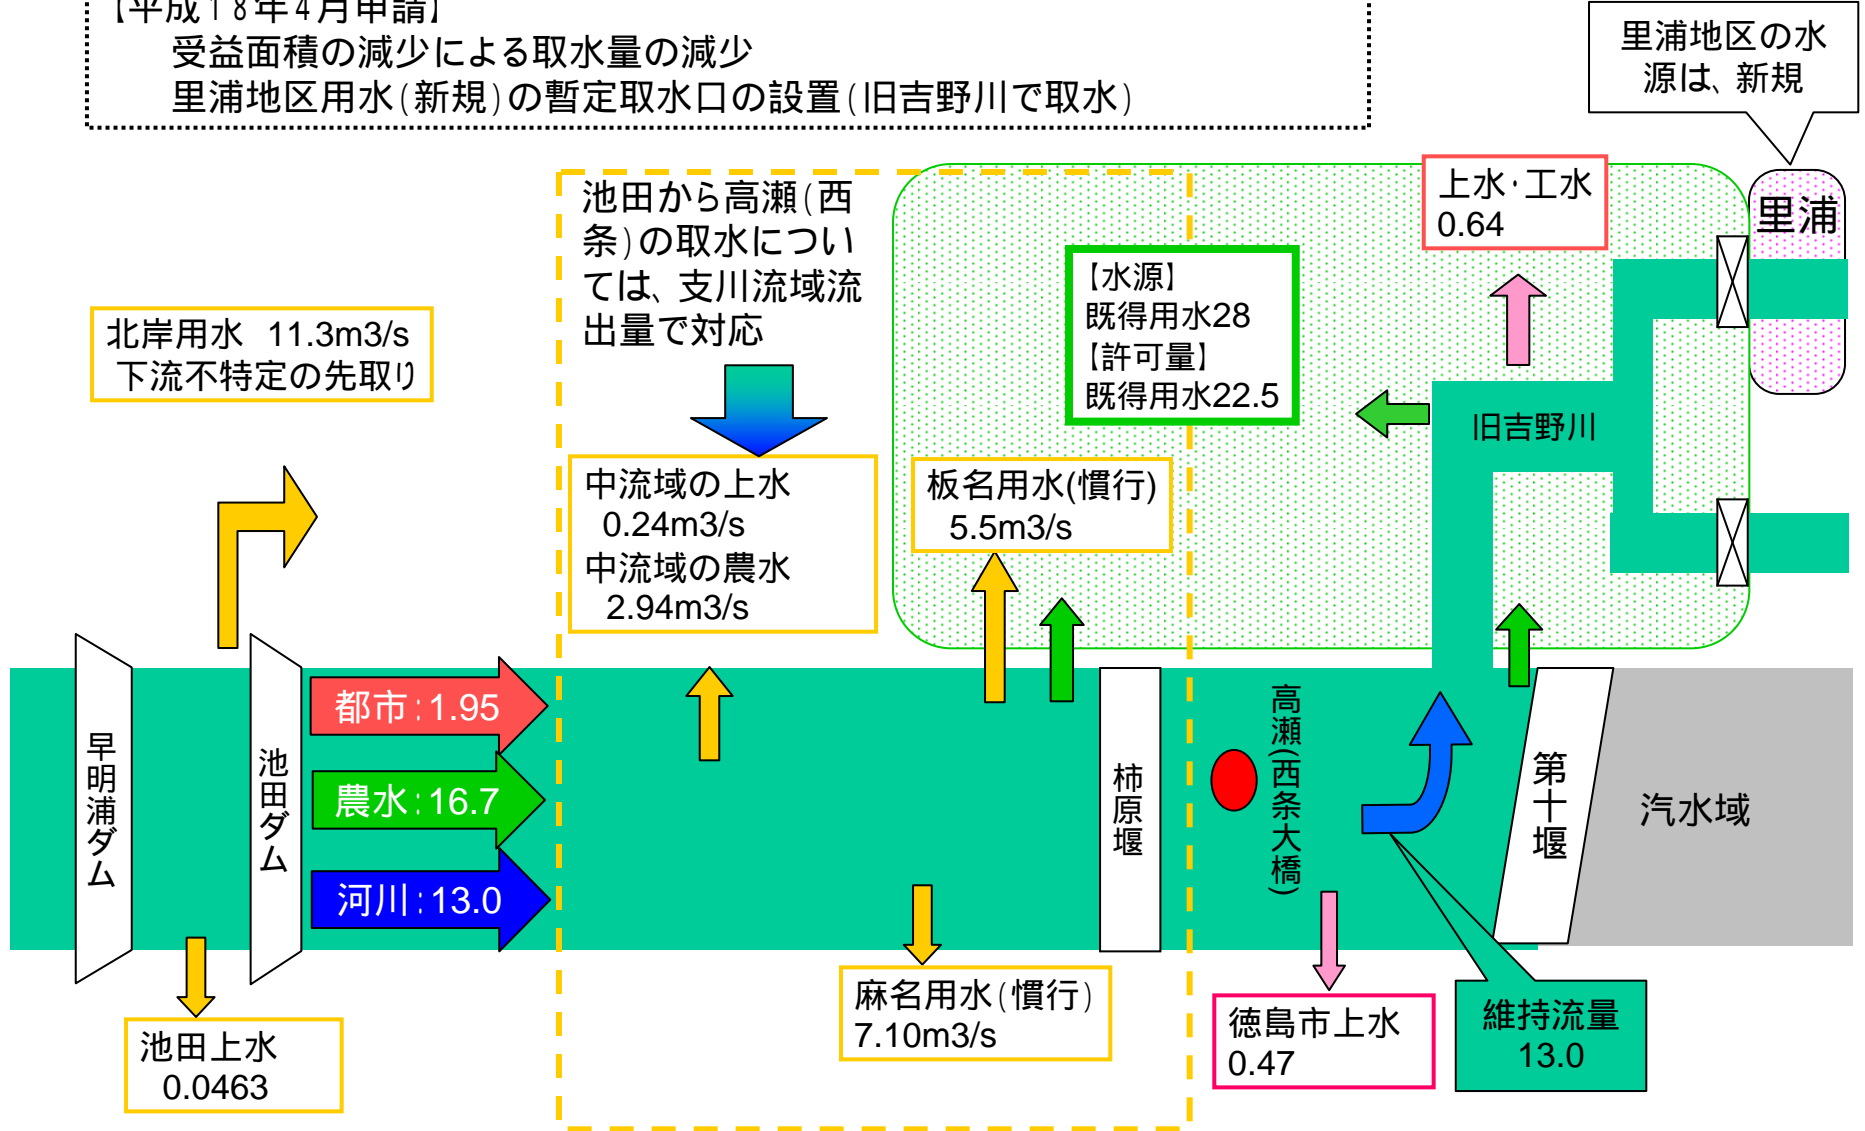 【平成18年4月申請】
受益面積の減少による取水量の減少
里浦地区用水(新規)の暫定取水口の設置(旧吉野川で取水)
里浦地区の水
源は、新規
池田から高瀬(西
条)の取水につい
ては、支川流域流
出量で対応
上水・工水
0.64
里浦
【水源】
既得用水28
【許可量】
既得用水22.5
北岸用水 11.3m3/s
下流不特定の先取り
旧吉野川
中流域の上水
0.24m3/s
中流域の農水
2.94m3/s
板名用水(慣行)
5.5m3/s
早明浦ダム
池田ダム
都市:1.95
農水:16.7
河川:13.0
柿原堰
高瀬(西条大橋)
第十堰
汽水域
池田上水
0.0463
麻名用水(慣行)
7.10m3/s
徳島市上水
0.47
維持流量
13.0